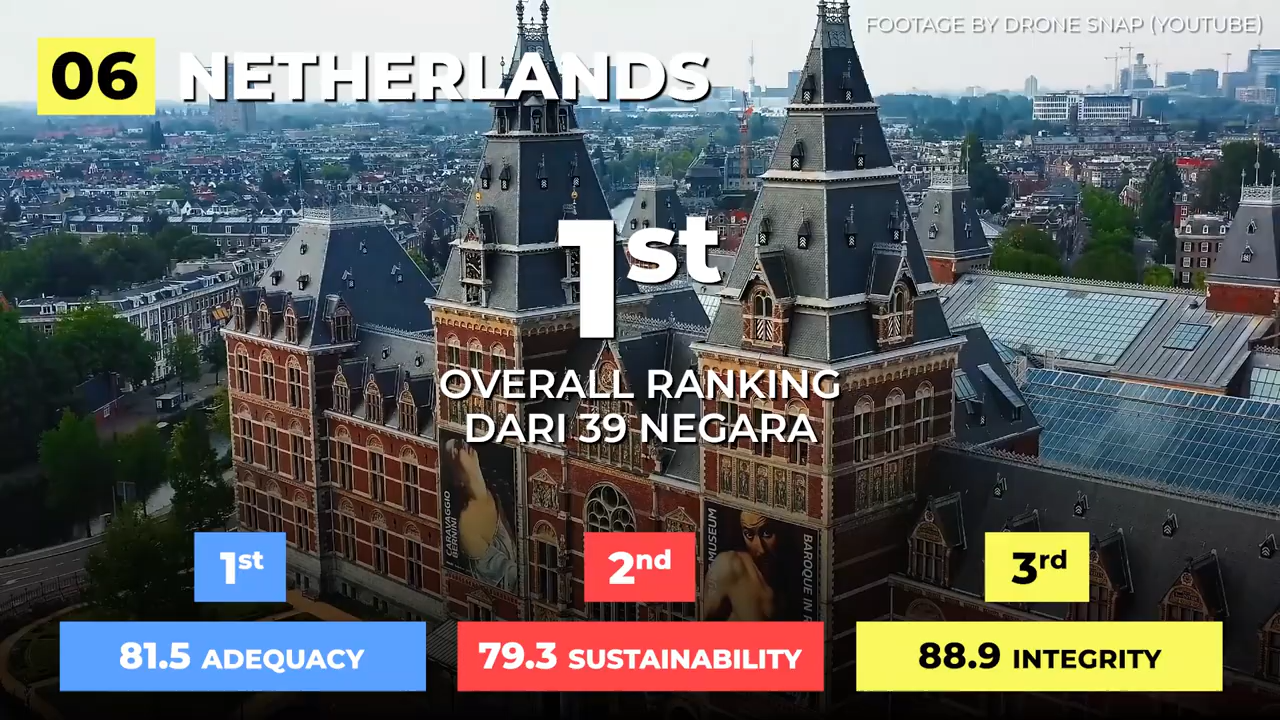 FOOTAGE BY DRONE SNAP (YOUTUBE)
06 NETHERLANDS
1st
OVERALL RANKING
DARI 39 NEGARA
CARAVAGGIO
BERNINI
MUSEUM
BAROQUE IN R
1st
2nd
3rd
81.5 ADEQUACY
79.3 SUSTAINABILITY
88.9 INTEGRITY